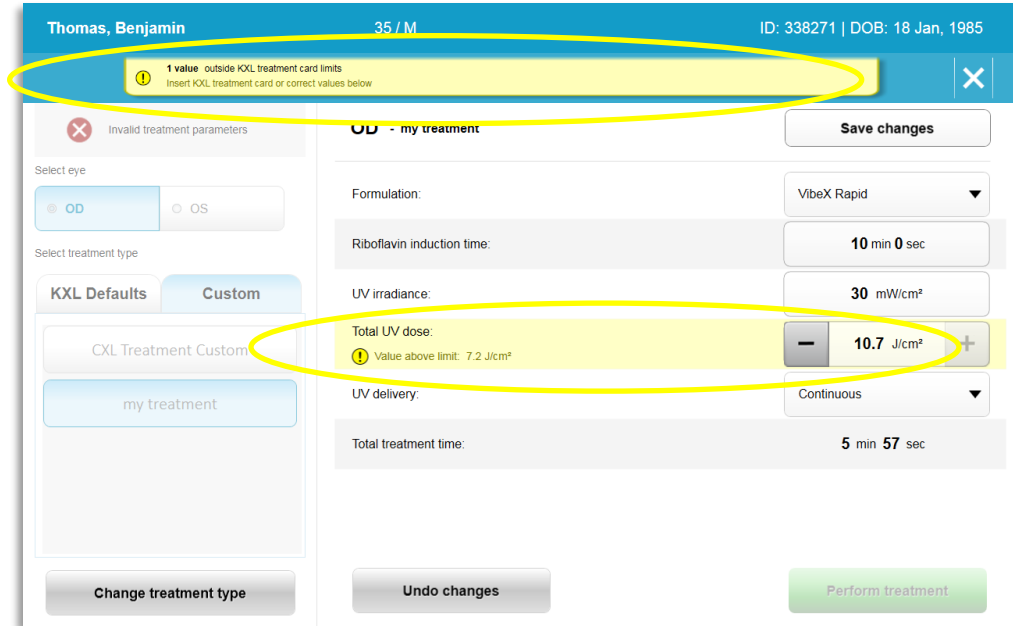 Thomas, Benjamin
35 / M
ID: 338271 | DOB: 18 Jan, 1985
1 value outside KXL treatment card limits
Insert KXL treatment card or correct values below
Invalid treatment parameters
OD - my treatment
Save changes
Select eye
OD
OS
Select treatment type
KXL Defaults
Custom
CXL Treatment Custom
my treatment
Formulation:
VibeX Rapid
Riboflavin induction time:
10 min 0 sec
UV irradiance:
30 mW/cm²
Total UV dose:
Value above limit: 7.2 J/cm²
10.7 J/cm²
UV delivery:
Continuous
Total treatment time:
5 min 57 sec
Change treatment type
Undo changes
Perform treatment